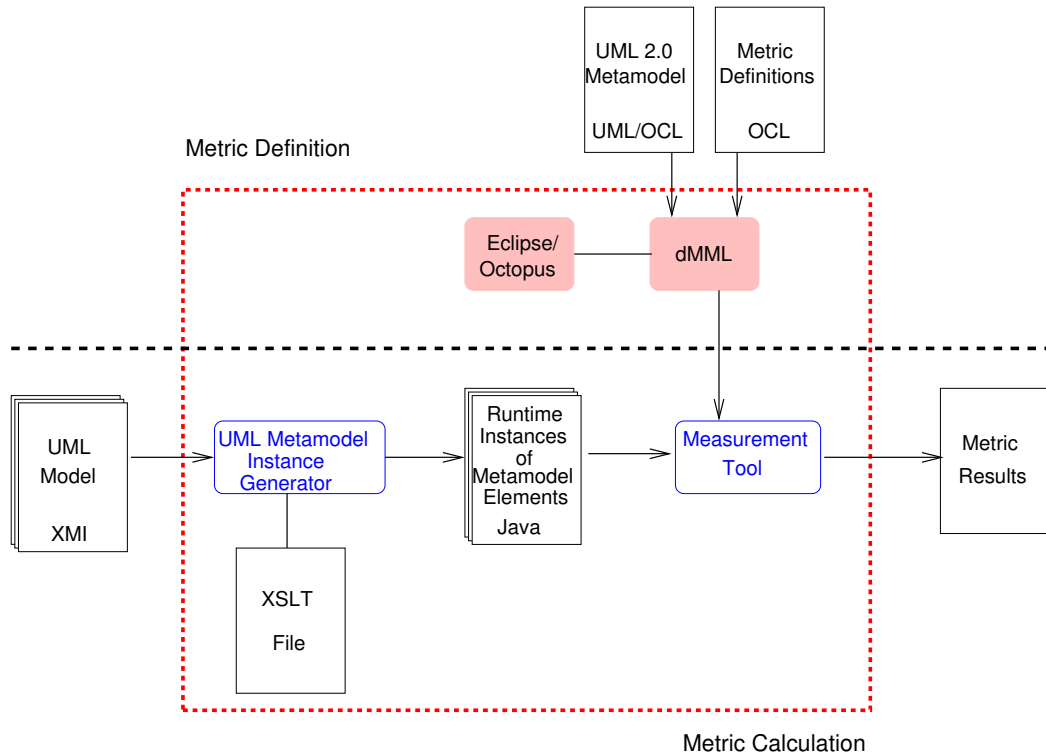 UML 2.0
Metamodel
UML/OCL
Metric
Definitions
OCL
Metric Definition
Eclipse/
Octopus
dMML
UML
Model
XMI
UML Metamodel
Instance
Generator
Runtime
Instances
of
Metamodel
Elements
Java
Measurement
Tool
Metric
Results
XSLT
File
Metric Calculation